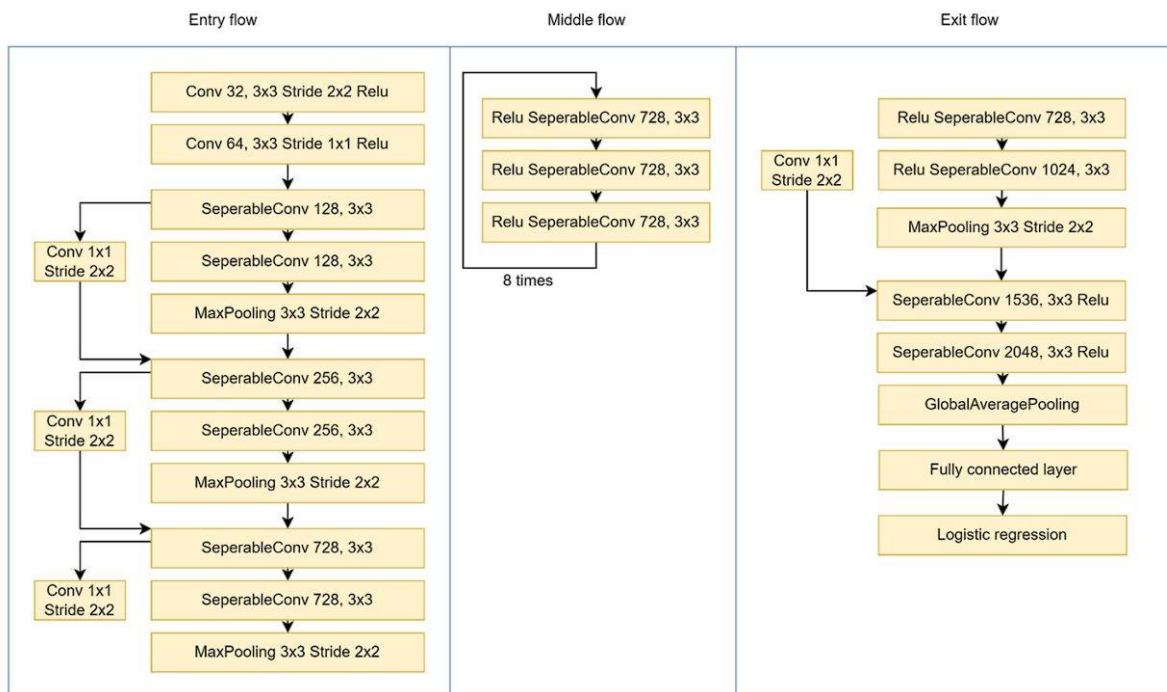 Entry flow
Middle flow
Exit flow
Conv 32, 3x3 Stride 2x2 Relu
Conv 64, 3x3 Stride 1x1 Relu
SeperableConv 128, 3x3
Conv 1x1
Stride 2x2
SeperableConv 128, 3x3
MaxPooling 3x3 Stride 2x2
SeperableConv 256, 3x3
Conv 1x1
Stride 2x2
SeperableConv 256, 3x3
MaxPooling 3x3 Stride 2x2
SeperableConv 728, 3x3
Conv 1x1
Stride 2x2
SeperableConv 728, 3x3
MaxPooling 3x3 Stride 2x2
Relu SeperableConv 728, 3x3
Relu SeperableConv 728, 3x3
Relu SeperableConv 728, 3x3
8 times
Relu SeperableConv 728, 3x3
Conv 1x1
Stride 2x2
Relu SeperableConv 1024, 3x3
MaxPooling 3x3 Stride 2x2
SeperableConv 1536, 3x3 Relu
SeperableConv 2048, 3x3 Relu
GlobalAveragePooling
Fully connected layer
Logistic regression